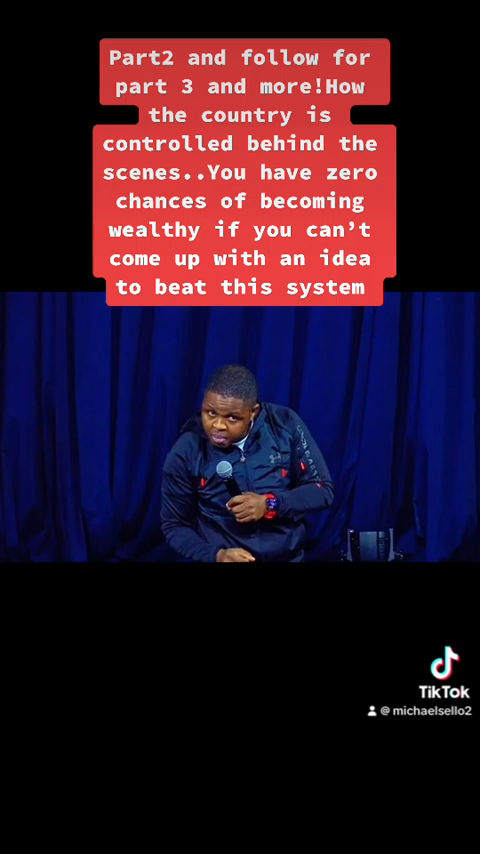 Part2 and follow for
part 3 and more!How
the country is
controlled behind the
scenes..You have zero
chances of becoming
wealthy if you can’t
come up with an idea
to beat this system
TikTok
@ michaelsello2